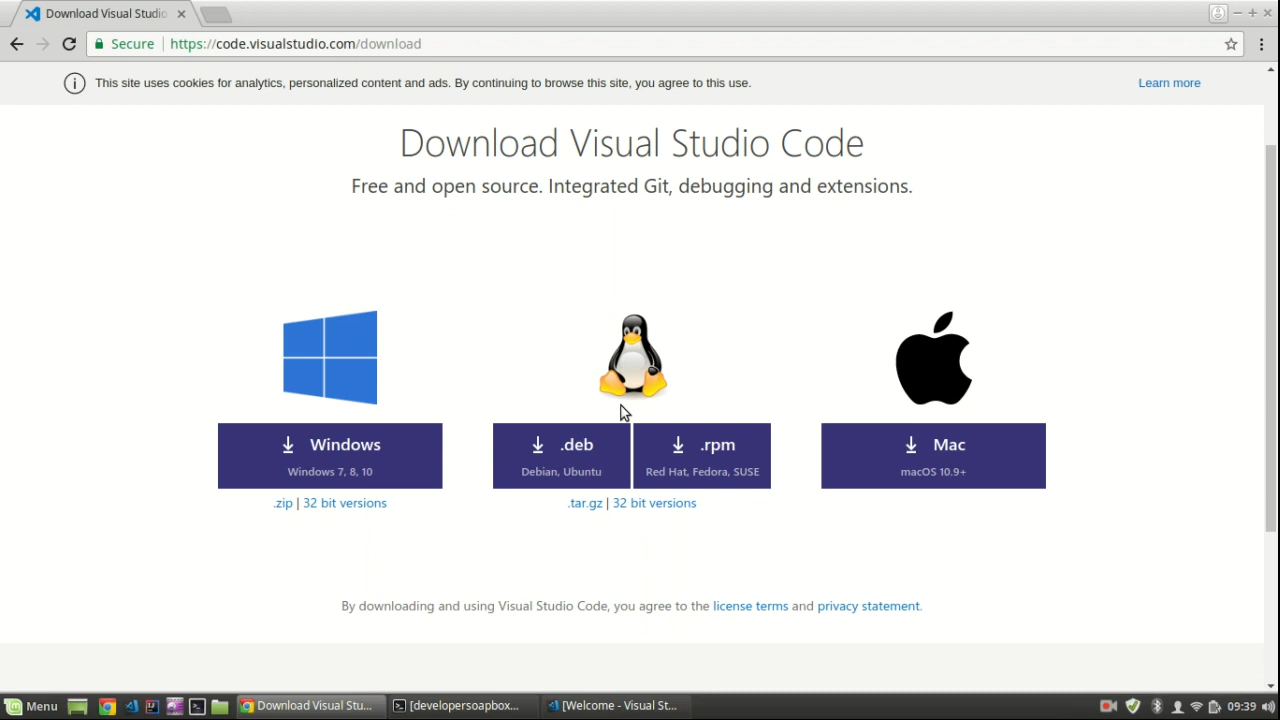 Download Visual Studio
Secure
https://code.visualstudio.com/download
This site uses cookies for analytics, personalized content and ads. By continuing to browse this site, you agree to this use.
Learn more
Download Visual Studio Code
Free and open source. Integrated Git, debugging and extensions.
Windows
Windows 7, 8, 10
.deb
Debian, Ubuntu
.rpm
Red Hat, Fedora, SUSE
Mac
macOS 10.9+
.zip | 32 bit versions
.tar.gz | 32 bit versions
By downloading and using Visual Studio Code, you agree to the license terms and privacy statement.
Menu
Download Visual Stu...
[developersoapbox...
[Welcome - Visual St...
09:39